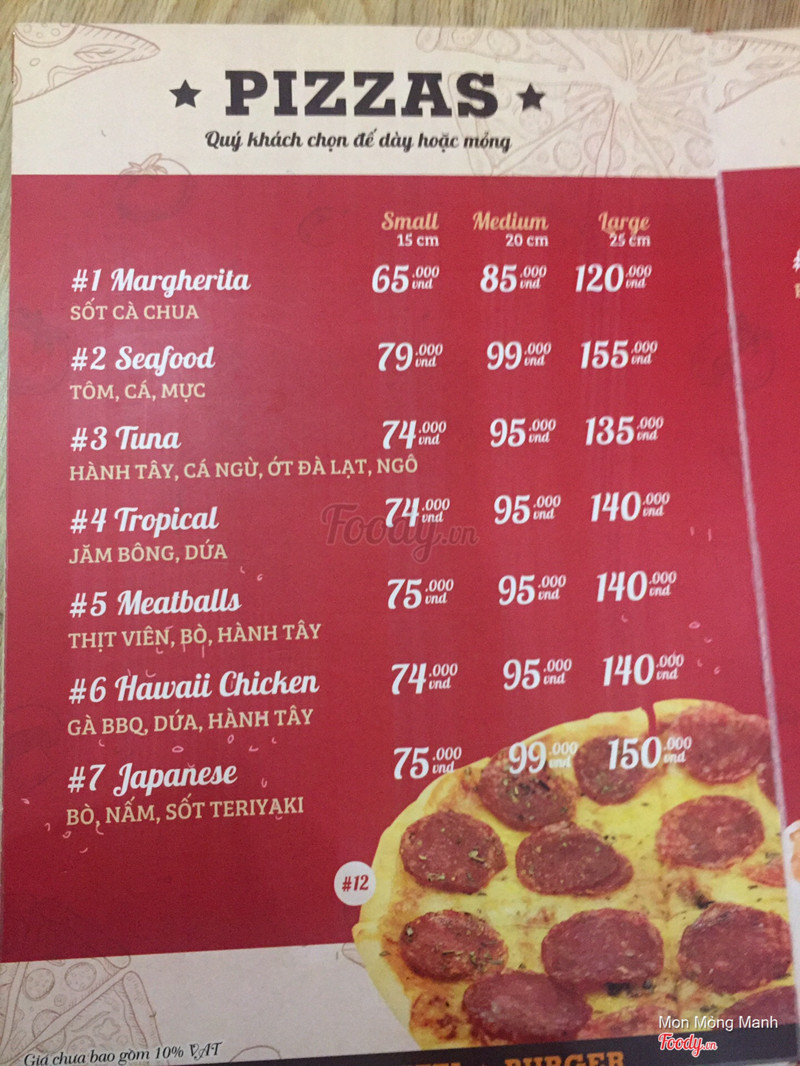 ★ PIZZAS ★
Quý khách chọn đế dày hoặc mỏng
Small Medium Large
15 cm 20 cm 25 cm
#1 Margherita 65.000 vnd 85.000 vnd 120.000 vnd
SỐT CÀ CHUA
#2 Seafood 79.000 vnd 99.000 vnd 155.000 vnd
TÔM, CÁ, MỰC
#3 Tuna 74.000 vnd 95.000 vnd 135.000 vnd
HÀNH TÂY, CÁ NGỪ, ỚT ĐÀ LẠT, NGÔ
#4 Tropical 74.000 vnd 95.000 vnd 140.000 vnd
JĂM BÔNG, DỨA
#5 Meatballs 75.000 vnd 95.000 vnd 140.000 vnd
THỊT VIÊN, BÒ, HÀNH TÂY
#6 Hawaii Chicken 74.000 vnd 95.000 vnd 140.000 vnd
GÀ BBQ, DỨA, HÀNH TÂY
#7 Japanese 75.000 vnd 99.000 vnd 150.000 vnd
BÒ, NẤM, SỐT TERIYAKI
#12
Foody.vn
Mon Mỏng Manh
Foody.vn
Giá chưa bao gồm 10% VAT
BURGER